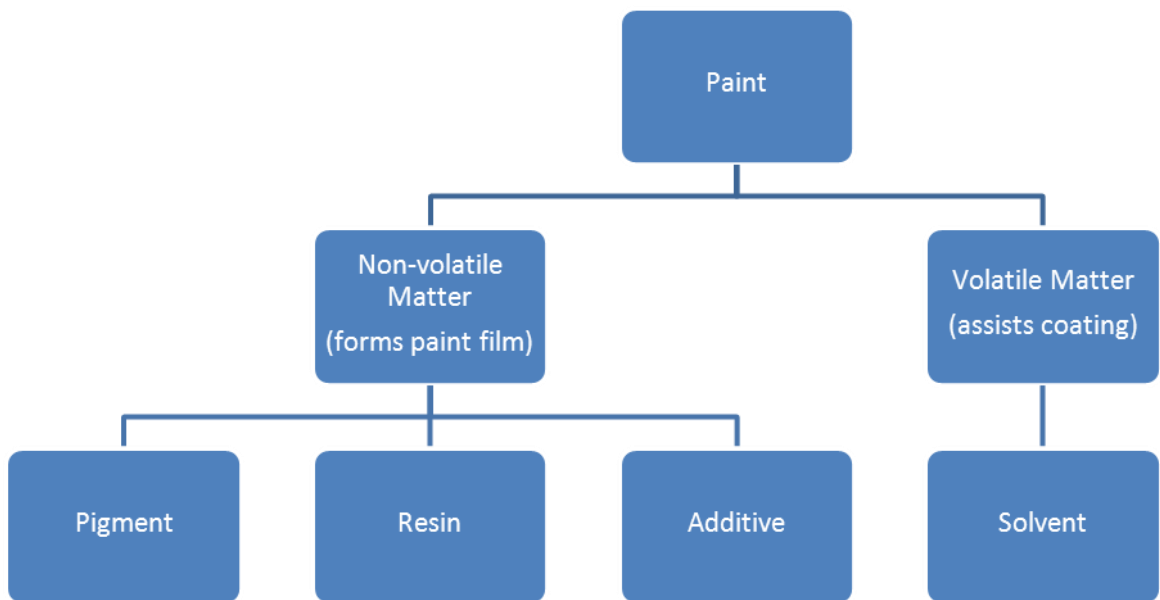 Paint
Non-volatile
Matter
(forms paint film)
Volatile Matter
(assists coating)
Pigment
Resin
Additive
Solvent